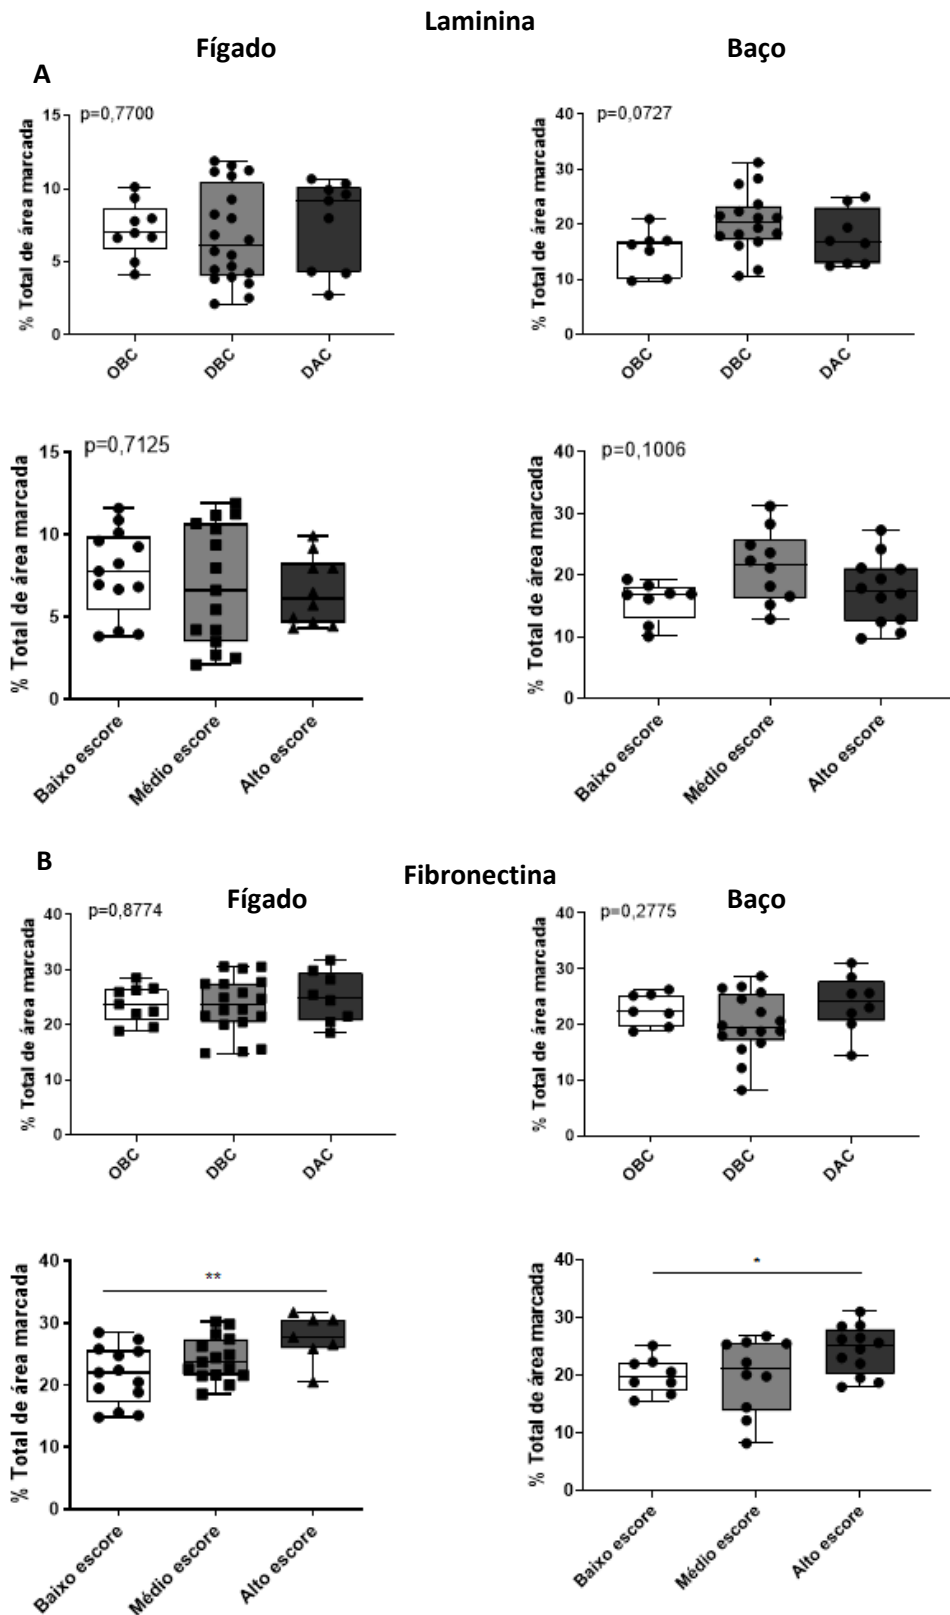 Laminina
Fígado
Baço
A
p=0,7700
% Total de área marcada
15
10
5
0
OBC
DBC
DAC
p=0,0727
% Total de área marcada
40
30
20
10
0
OBC
DBC
DAC
p=0,7125
% Total de área marcada
15
10
5
0
Baixo escore
Médio escore
Alto escore
p=0,1006
% Total de área marcada
40
30
20
10
0
Baixo escore
Médio escore
Alto escore
B
Fibronectina
Fígado
Baço
p=0,8774
% Total de área marcada
40
30
20
10
0
OBC
DBC
DAC
p=0,2775
% Total de área marcada
40
30
20
10
0
OBC
DBC
DAC
**
% Total de área marcada
40
30
20
10
0
Baixo escore
Médio escore
Alto escore
*
% Total de área marcada
40
30
20
10
0
Baixo escore
Médio escore
Alto escore